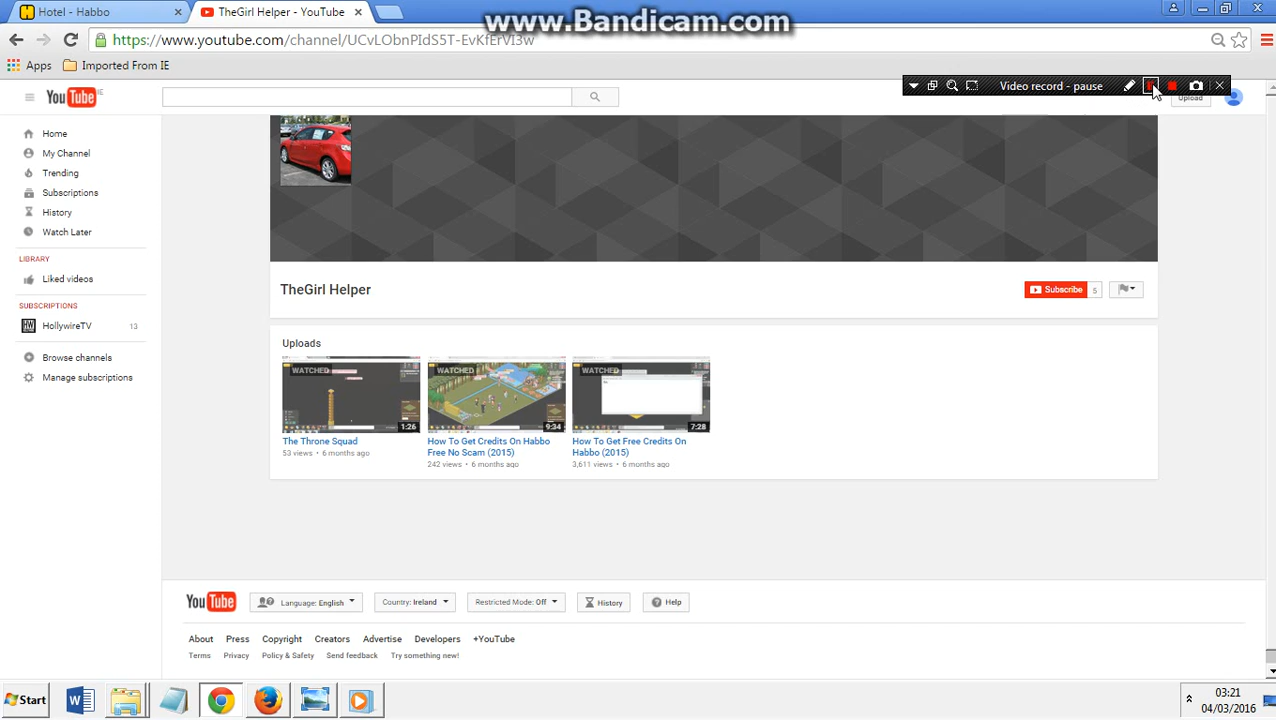 Hotel - Habbo
TheGirl Helper - YouTube
www.Bandicam.com
https://www.youtube.com/channel/UCvLObnPIdS5T-EvKfErVI3w
Apps
Imported From IE
Video record - pause
YouTube IE
Upload
Home
My Channel
Trending
Subscriptions
History
Watch Later
LIBRARY
Liked videos
SUBSCRIPTIONS
HollywireTV 13
Browse channels
Manage subscriptions
TheGirl Helper
Subscribe 5
Uploads
WATCHED
WATCHED
WATCHED
1:26
9:34
7:28
The Throne Squad
53 views • 6 months ago
How To Get Credits On Habbo
Free No Scam (2015)
242 views • 6 months ago
How To Get Free Credits On
Habbo (2015)
3,611 views • 6 months ago
YouTube
Language: English
Country: Ireland
Restricted Mode: Off
History
Help
About Press Copyright Creators Advertise Developers +YouTube
Terms Privacy Policy & Safety Send feedback Try something new!
Start
03:21
04/03/2016